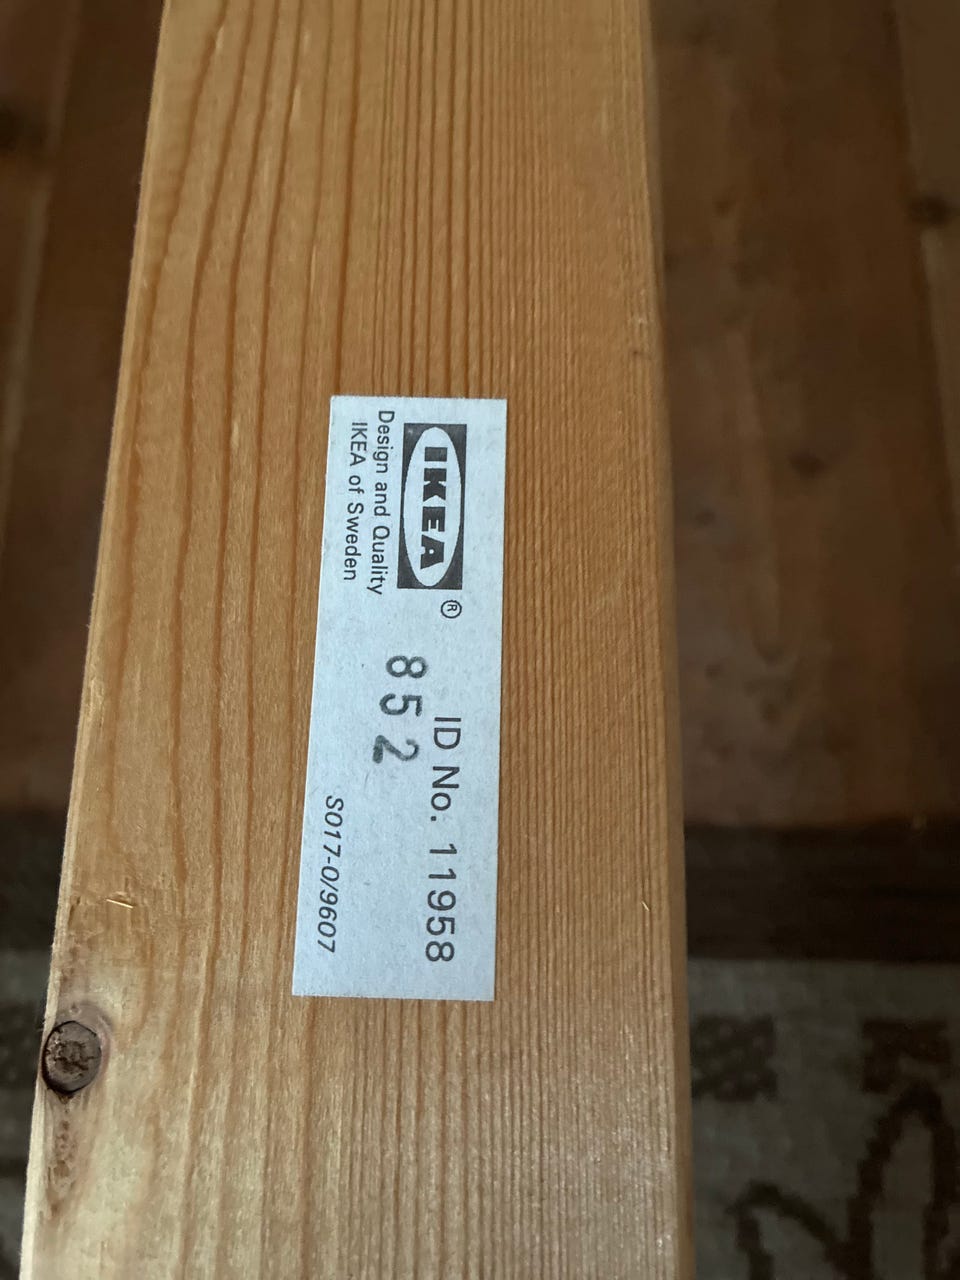 IKEA®
Design and Quality
IKEA of Sweden
ID No. 11958
852
S017-0/9607